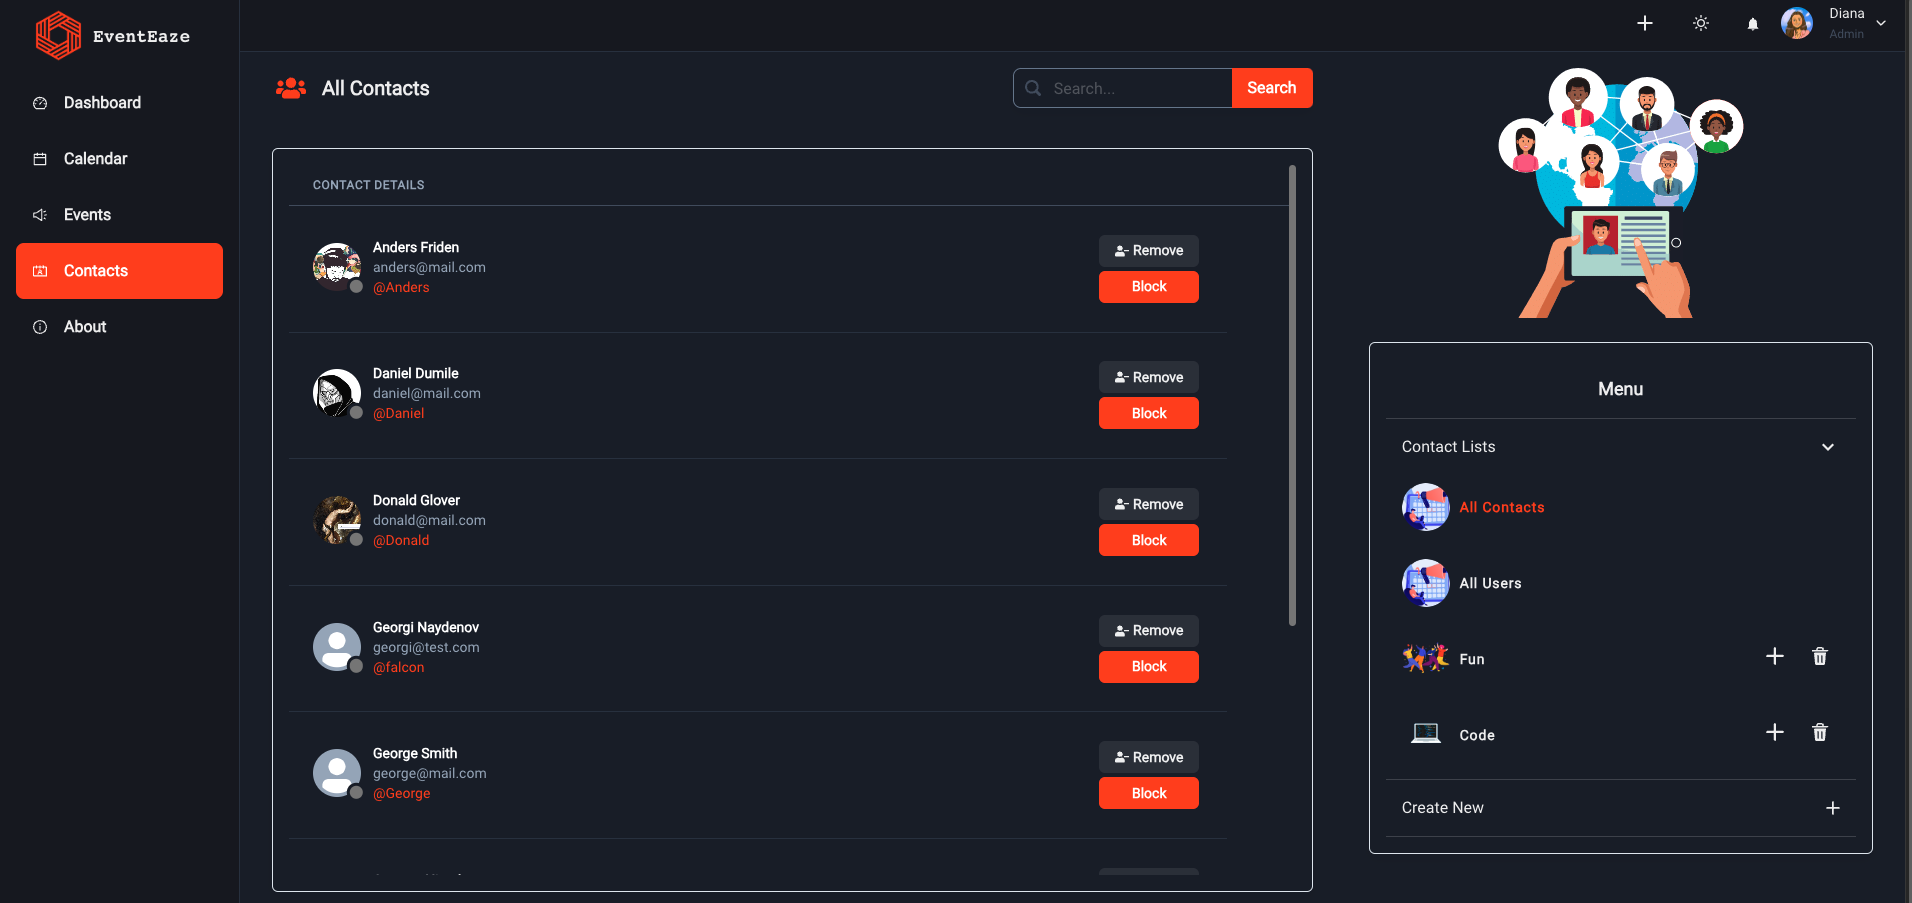 EventEaze
Diana
Admin
Dashboard
Calendar
Events
Contacts
About
All Contacts
Search...
Search
CONTACT DETAILS
Anders Friden
anders@mail.com
@Anders
Remove
Block
Daniel Dumile
daniel@mail.com
@Daniel
Remove
Block
Donald Glover
donald@mail.com
@Donald
Remove
Block
Georgi Naydenov
georgi@test.com
@falcon
Remove
Block
George Smith
george@mail.com
@George
Remove
Block
Menu
Contact Lists
All Contacts
All Users
Fun
Code
Create New